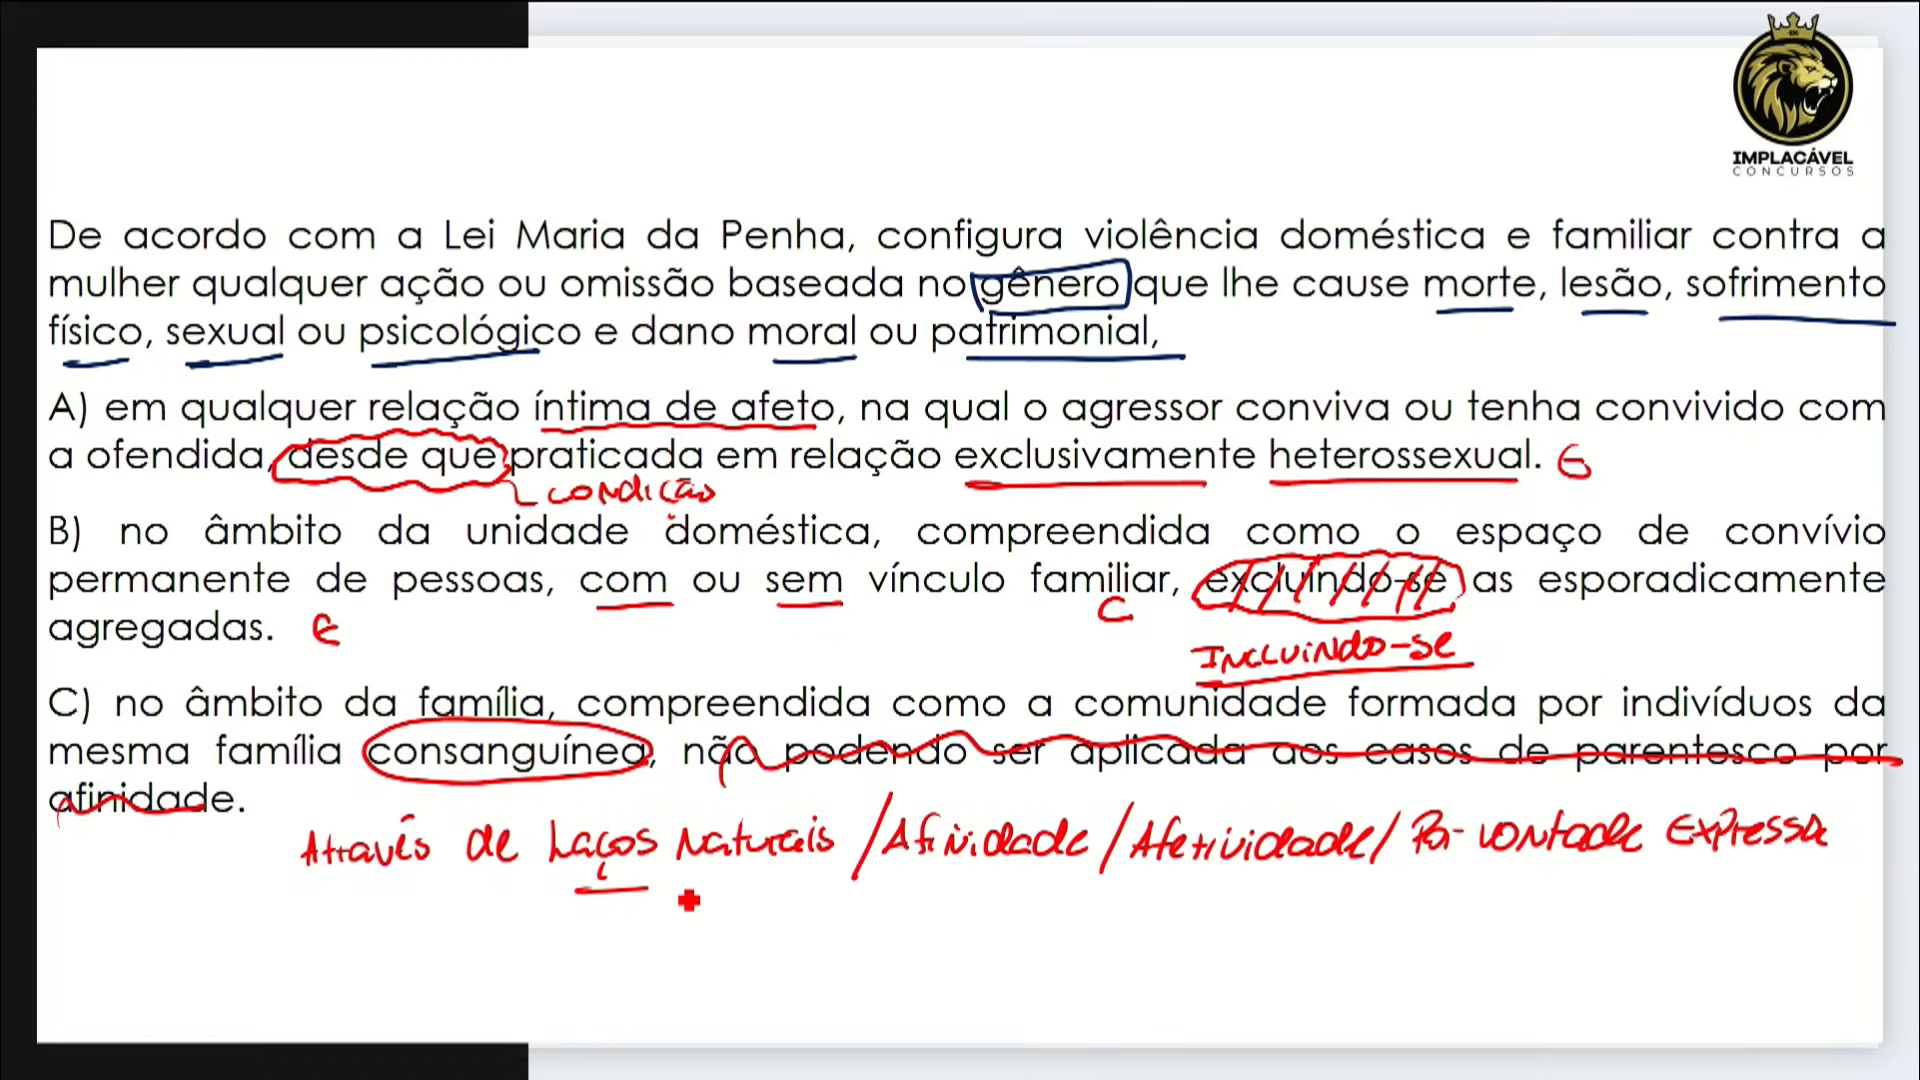 IMPLACÁVEL
CONCURSOS
De acordo com a Lei Maria da Penha, configura violência doméstica e familiar contra a
mulher qualquer ação ou omissão baseada no gênero que lhe cause morte, lesão, sofrimento
físico, sexual ou psicológico e dano moral ou patrimonial,
A) em qualquer relação íntima de afeto, na qual o agressor conviva ou tenha convivido com
a ofendida, desde que praticada em relação exclusivamente heterossexual. E
condição
B) no âmbito da unidade doméstica, compreendida como o espaço de convívio
permanente de pessoas, com ou sem vínculo familiar, excluindo-se as esporadicamente
C
agregadas. E
Incluindo-se
C) no âmbito da família, compreendida como a comunidade formada por indivíduos da
mesma família consanguínea, não podendo ser aplicada aos casos de parentesco por
afinidade.
Através de Laços Naturais / Afinidade / Afetividade / Por vontade Expressa